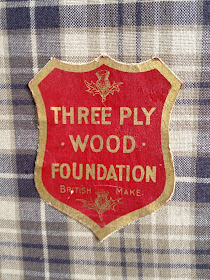 THREE PLY
· WOOD ·
FOUNDATION
BRITISH MAKE.